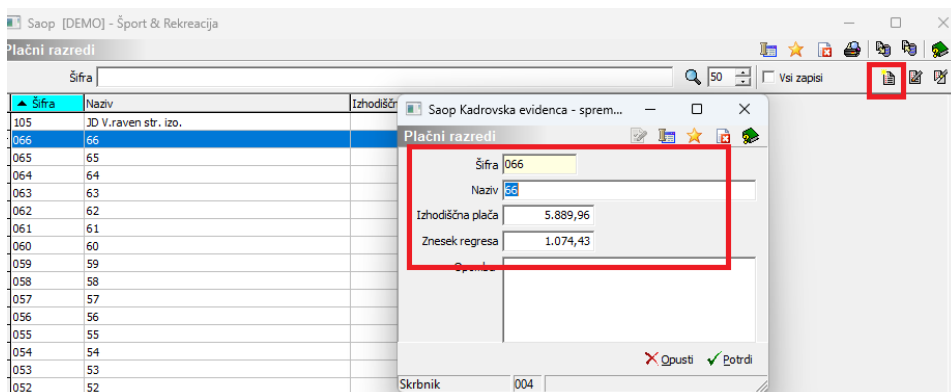 Saop [DEMO] - Šport & Rekreacija
Plačni razredi
Šifra
50
Vsi zapisi
Šifra Naziv
105 JD V.raven str. izo.
066 66
065 65
064 64
063 63
062 62
061 61
060 60
059 59
058 58
057 57
056 56
055 55
054 54
053 53
052 52
Saop Kadrovska evidenca - sprem...
Plačni razredi
Šifra 066
Naziv 66
Izhodiščna plača 5.889,96
Znesek regresa 1.074,43
Opusti Potrdi
Skrbnik 004